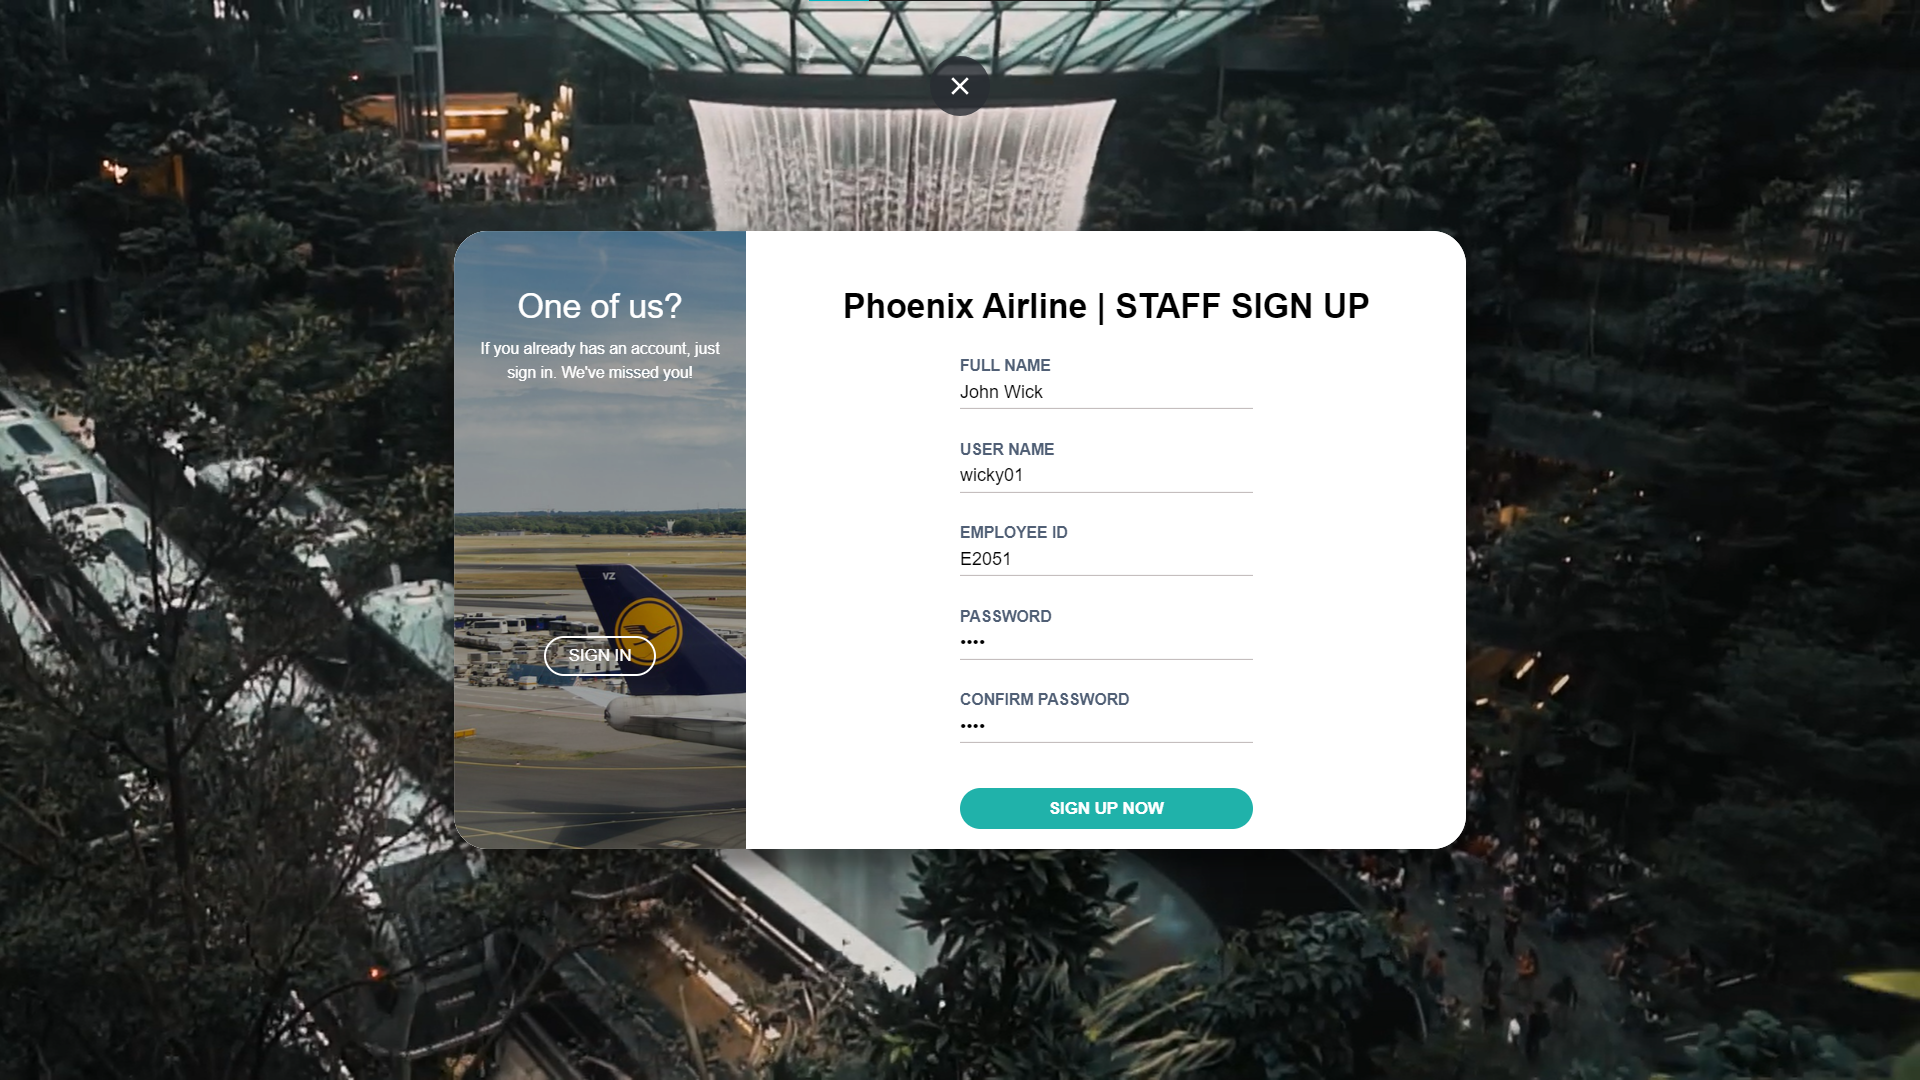 One of us?
If you already has an account, just
sign in. We've missed you!
VZ
SIGN IN
Phoenix Airline | STAFF SIGN UP
FULL NAME
John Wick
USER NAME
wicky01
EMPLOYEE ID
E2051
PASSWORD
••••
CONFIRM PASSWORD
••••
SIGN UP NOW